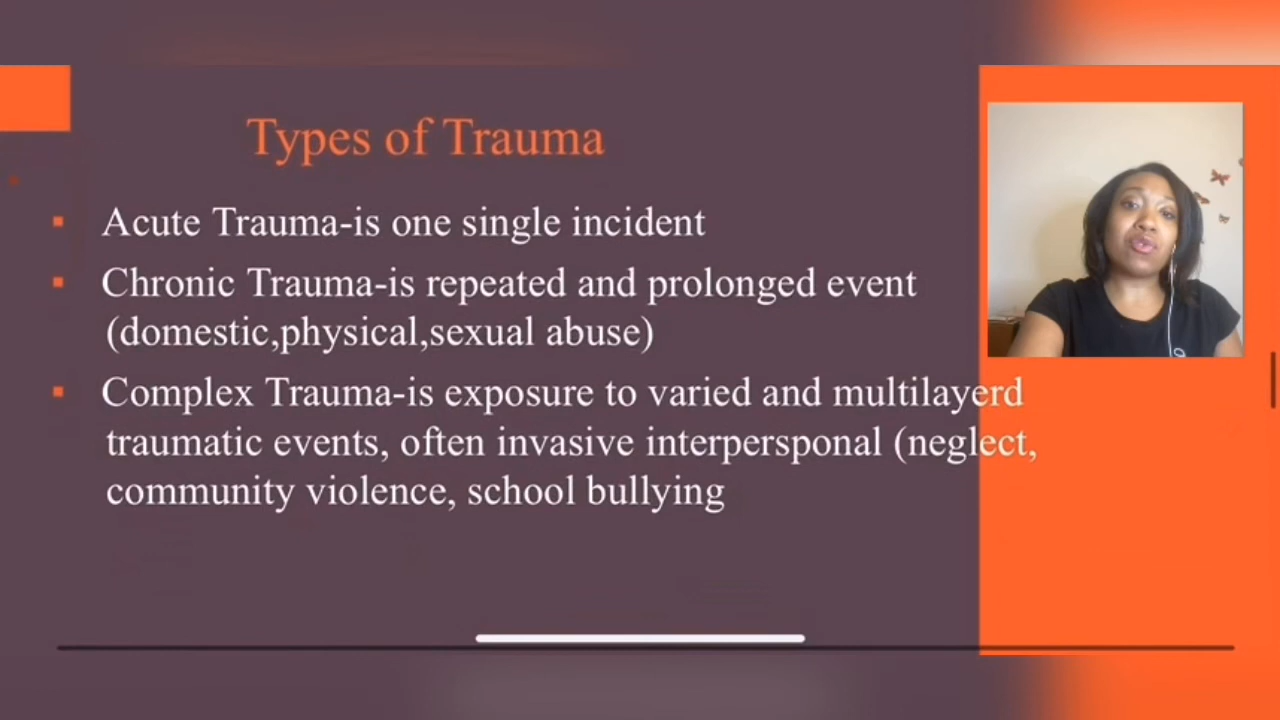 Types of Trauma
Acute Trauma-is one single incident
Chronic Trauma-is repeated and prolonged event
(domestic,physical,sexual abuse)
Complex Trauma-is exposure to varied and multilayerd
traumatic events, often invasive interpersponal (neglect,
community violence, school bullying